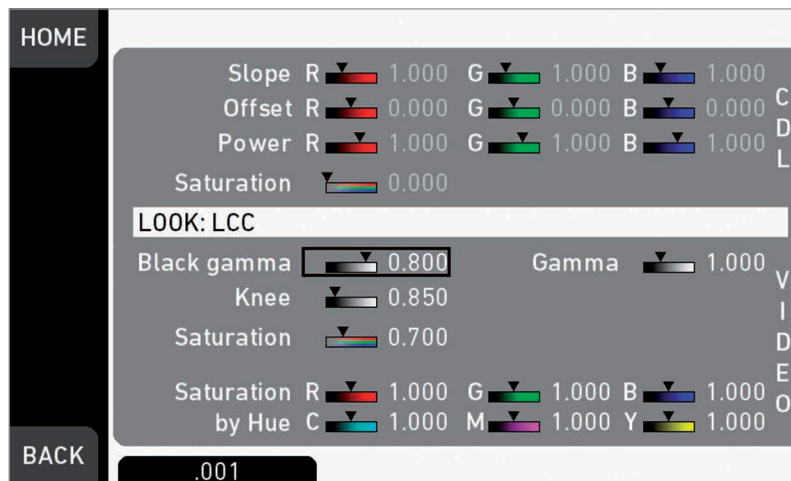 HOME
Slope R 1.000 G 1.000 B 1.000
Offset R 0.000 G 0.000 B 0.000
Power R 1.000 G 1.000 B 1.000
Saturation 0.000
CDL
LOOK: LCC
Black gamma 0.800 Gamma 1.000
Knee 0.850
Saturation 0.700
Saturation R 1.000 G 1.000 B 1.000
by Hue C 1.000 M 1.000 Y 1.000
VIDEO
BACK
.001